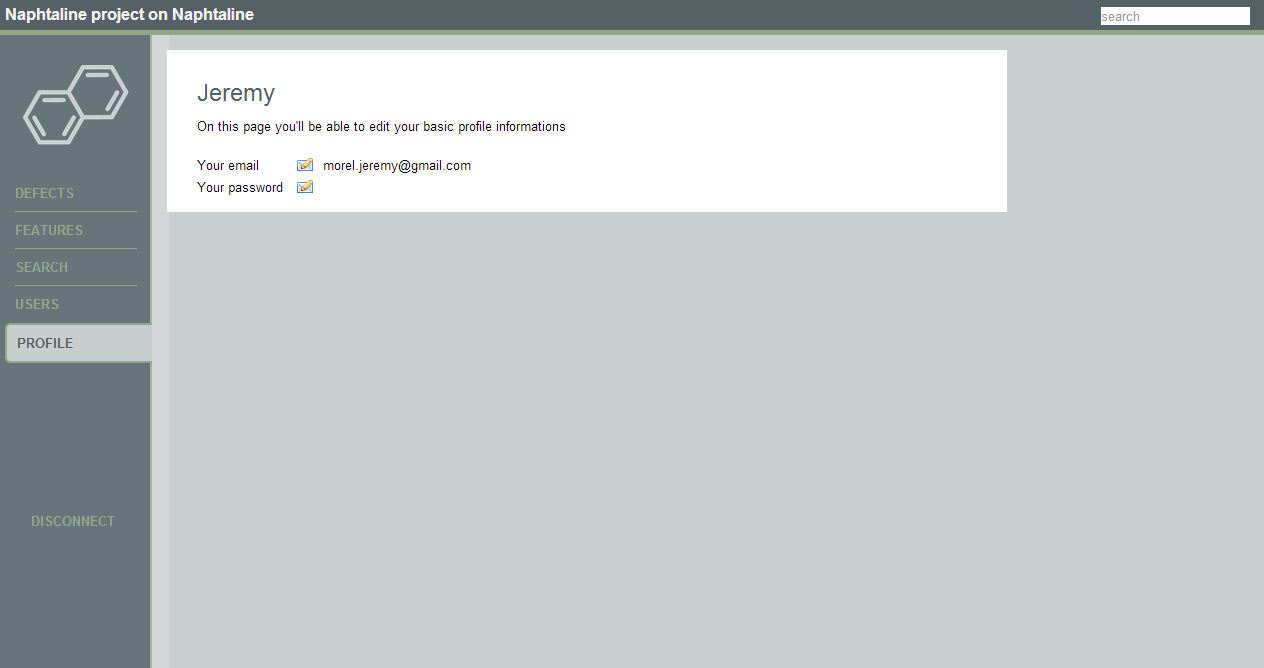 Naphtaline project on Naphtaline
search
DEFECTS
FEATURES
SEARCH
USERS
PROFILE
DISCONNECT
Jeremy
On this page you'll be able to edit your basic profile informations
Your email morel.jeremy@gmail.com
Your password